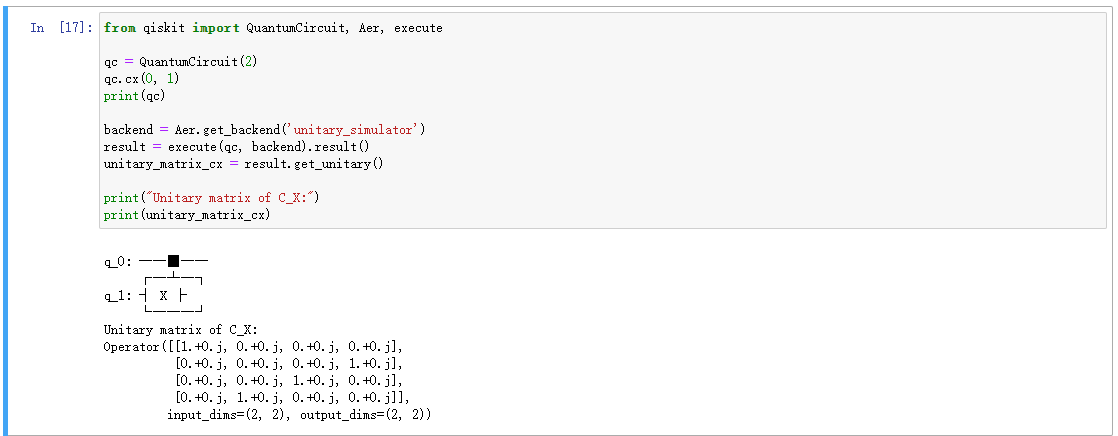 In [17]: from qiskit import QuantumCircuit, Aer, execute
qc = QuantumCircuit(2)
qc.cx(0, 1)
print(qc)
backend = Aer.get_backend('unitary_simulator')
result = execute(qc, backend).result()
unitary_matrix_cx = result.get_unitary()
print("Unitary matrix of C_X:")
print(unitary_matrix_cx)
q_0:
q_1: X
Unitary matrix of C_X:
Operator([[1.+0.j, 0.+0.j, 0.+0.j, 0.+0.j],
[0.+0.j, 0.+0.j, 0.+0.j, 1.+0.j],
[0.+0.j, 0.+0.j, 1.+0.j, 0.+0.j],
[0.+0.j, 1.+0.j, 0.+0.j, 0.+0.j]],
input_dims=(2, 2), output_dims=(2, 2))